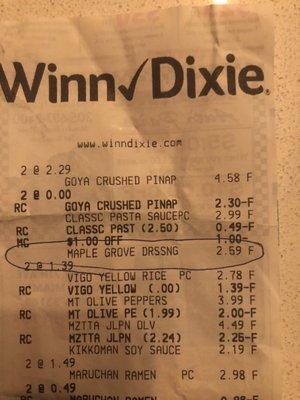 Winn✓Dixie®
www.winndixie.com
2 @ 2.29
GOYA CRUSHED PINAP 4.58 F
2 @ 0.00
RC GOYA CRUSHED PINAP 2.30-F
CLASSC PASTA SAUCEPC 2.99 F
RC CLASSC PAST (2.50) 0.49-F
MC $1.00 OFF 1.00-
MAPLE GROVE DRSSNG 2.59 F
2 @ 1.39
VIGO YELLOW RICE PC 2.78 F
RC VIGO YELLOW (.00) 1.39-F
MT OLIVE PEPPERS 3.99 F
RC MT OLIVE PE (1.99) 2.00-F
MZTTA JLPN OLV 4.49 F
RC MZTTA JLPN (2.24) 2.25-F
KIKKOMAN SOY SAUCE 2.19 F
2 @ 1.49
MARUCHAN RAMEN PC 2.98 F
2 @ 0.49
RC MARUCHAN RAMEN 0.98-F